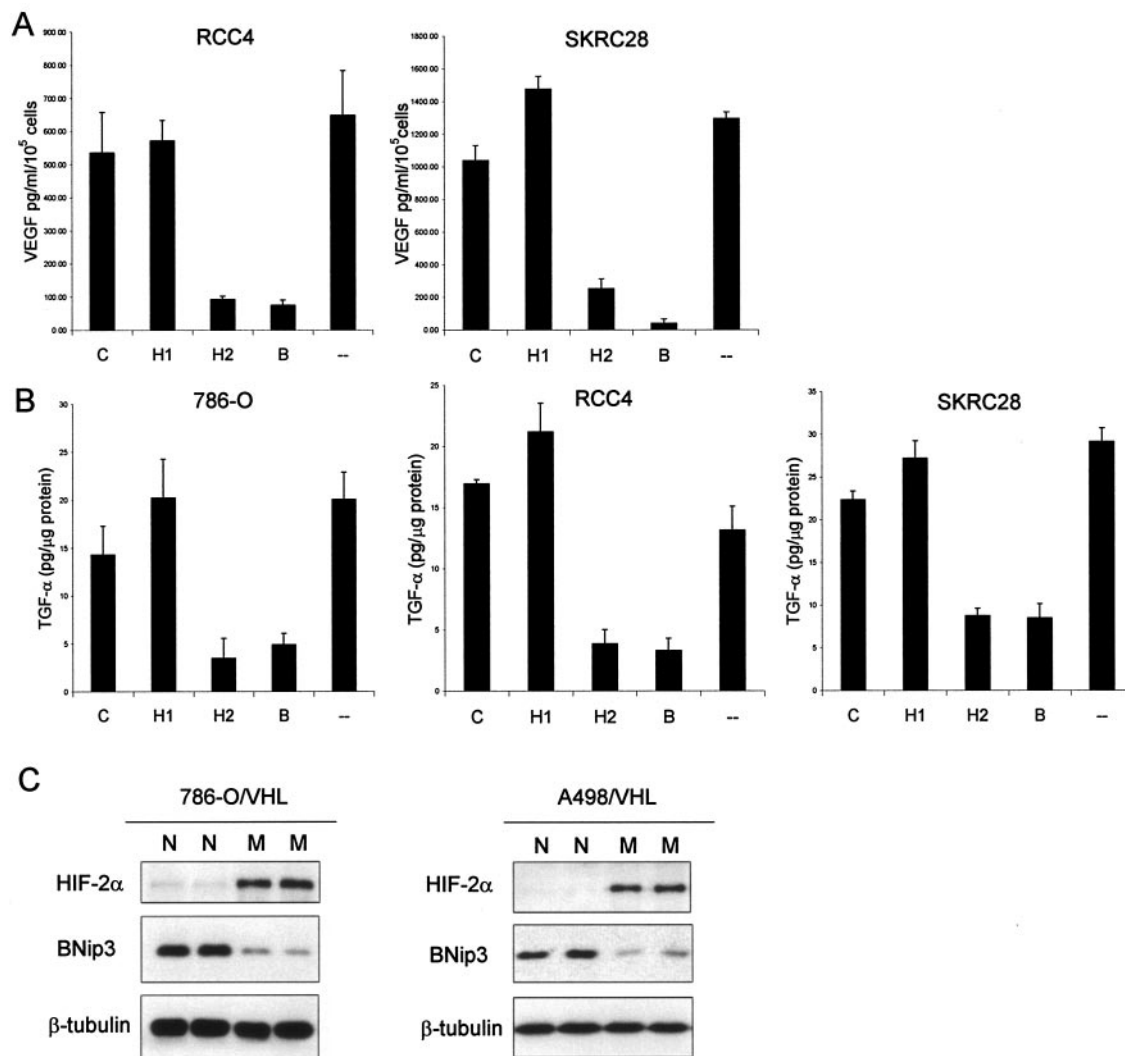 A
RCC4
VEGF pg/ml/10⁵ cells
900.00
800.00
700.00
600.00
500.00
400.00
300.00
200.00
100.00
0.00
C H1 H2 B --
SKRC28
VEGF pg/ml/10⁵cells
1800.00
1600.00
1400.00
1200.00
1000.00
800.00
600.00
400.00
200.00
0.00
C H1 H2 B --
B
786-O
TGF-α (pg/μg protein)
30
25
20
15
10
5
0
C H1 H2 B --
RCC4
TGF-α (pg/μg protein)
25
20
15
10
5
0
C H1 H2 B --
SKRC28
TGF-α (pg/μg protein)
35
30
25
20
15
10
5
0
C H1 H2 B --
C
786-O/VHL
N N M M
HIF-2α
BNip3
β-tubulin
A498/VHL
N N M M
HIF-2α
BNip3
β-tubulin